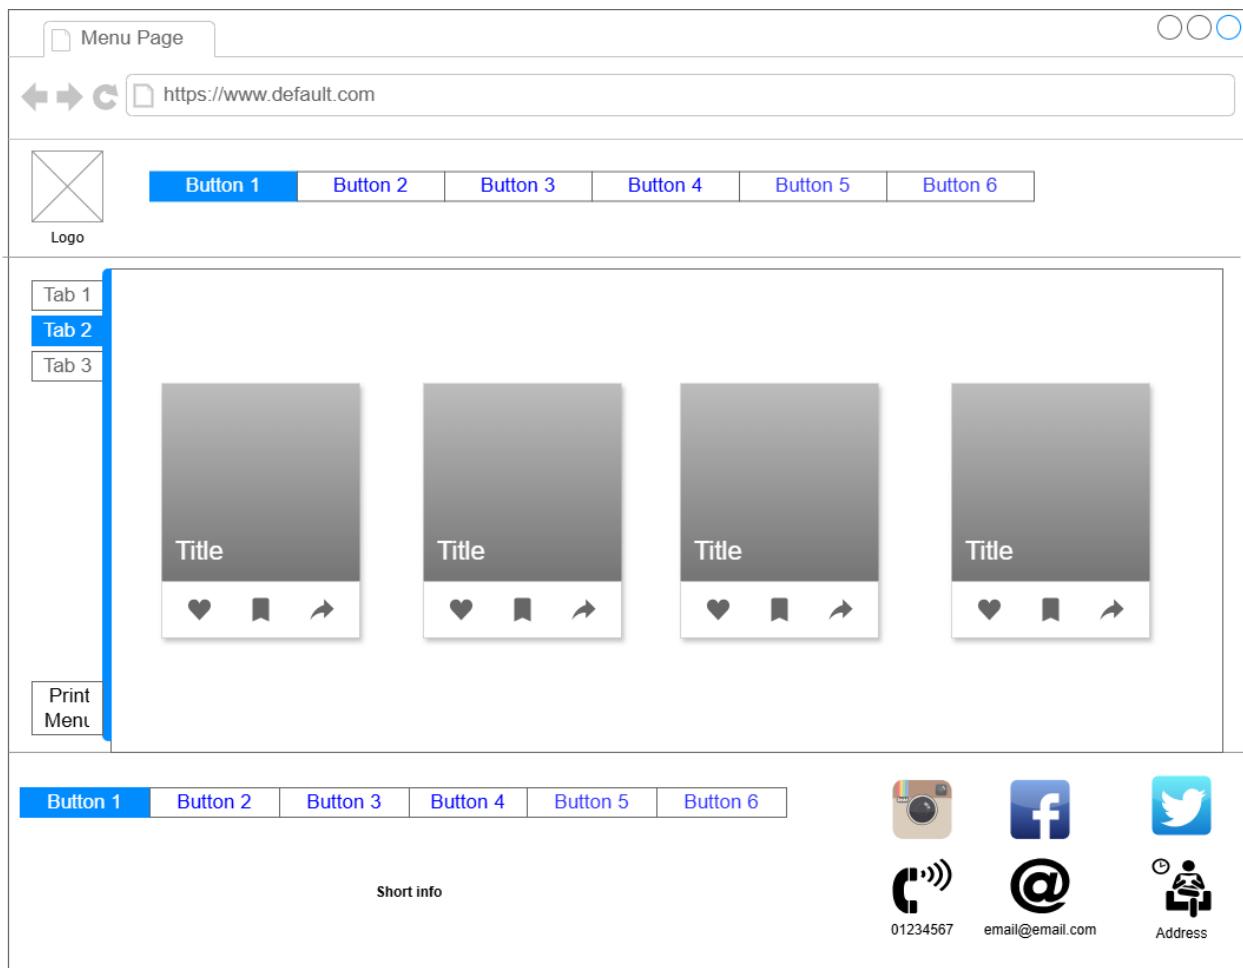 Menu Page
https://www.default.com
Button 1 Button 2 Button 3 Button 4 Button 5 Button 6
Logo
Tab 1
Tab 2
Tab 3
Title Title Title Title
Print
Menu
Button 1 Button 2 Button 3 Button 4 Button 5 Button 6
Short info
01234567 email@email.com Address